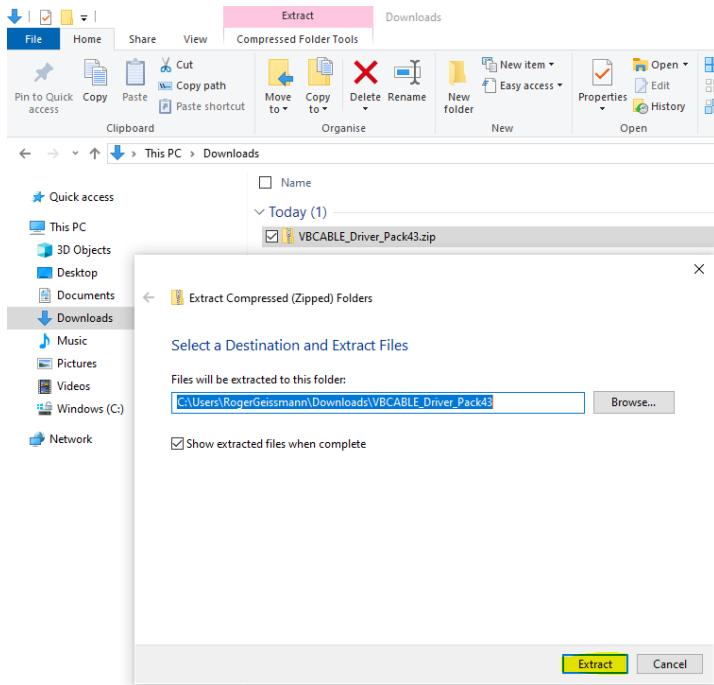 Extract
Downloads
File
Home
Share
View
Compressed Folder Tools
Pin to Quick access
Copy
Paste
Cut
Copy path
Paste shortcut
Clipboard
Move to
Copy to
Delete
Rename
Organise
New folder
New item
Easy access
New
Properties
Open
Edit
History
Open
This PC > Downloads
Name
Quick access
Today (1)
This PC
VBCABLE_Driver_Pack43.zip
3D Objects
Desktop
Documents
Downloads
Music
Pictures
Videos
Windows (C:)
Network
Extract Compressed (Zipped) Folders
Select a Destination and Extract Files
Files will be extracted to this folder:
C:\Users\RogerGeissmann\Downloads\VBCABLE_Driver_Pack43
Browse...
Show extracted files when complete
Extract
Cancel